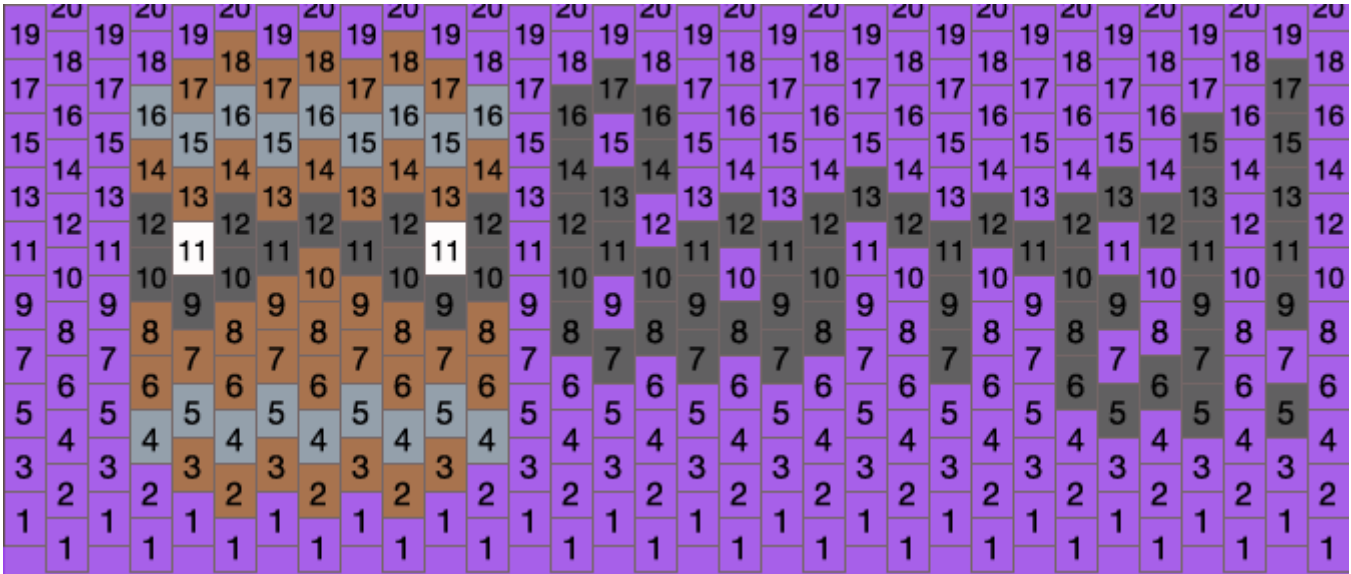 Barrel!
20 20 20 20 20 20 20 20 20 20 20 20 20 20 20 20
19 19 19 19 19 19 19 19 19 19 19 19 19 19 19 19
18 18 18 18 18 18 18 18 18 18 18 18 18 18 18 18
17 17 17 17 17 17 17 17 17 17 17 17 17 17 17 17
16 16 16 16 16 16 16 16 16 16 16 16 16 16 16 16
15 15 15 15 15 15 15 15 15 15 15 15 15 15 15 15
14 14 14 14 14 14 14 14 14 14 14 14 14 14 14 14
13 13 13 13 13 13 13 13 13 13 13 13 13 13 13 13
12 12 12 12 12 12 12 12 12 12 12 12 12 12 12 12
11 11 11 11 11 11 11 11 11 11 11 11 11 11 11 11
10 10 10 10 10 10 10 10 10 10 10 10 10 10 10 10
9 9 9 9 9 9 9 9 9 9 9 9 9 9 9 9
8 8 8 8 8 8 8 8 8 8 8 8 8 8 8 8
7 7 7 7 7 7 7 7 7 7 7 7 7 7 7 7
6 6 6 6 6 6 6 6 6 6 6 6 6 6 6 6
5 5 5 5 5 5 5 5 5 5 5 5 5 5 5 5
4 4 4 4 4 4 4 4 4 4 4 4 4 4 4 4
3 3 3 3 3 3 3 3 3 3 3 3 3 3 3 3
2 2 2 2 2 2 2 2 2 2 2 2 2 2 2 2
1 1 1 1 1 1 1 1 1 1 1 1 1 1 1 1
1 1 1 1 1 1 1 1 1 1 1 1 1 1 1 1